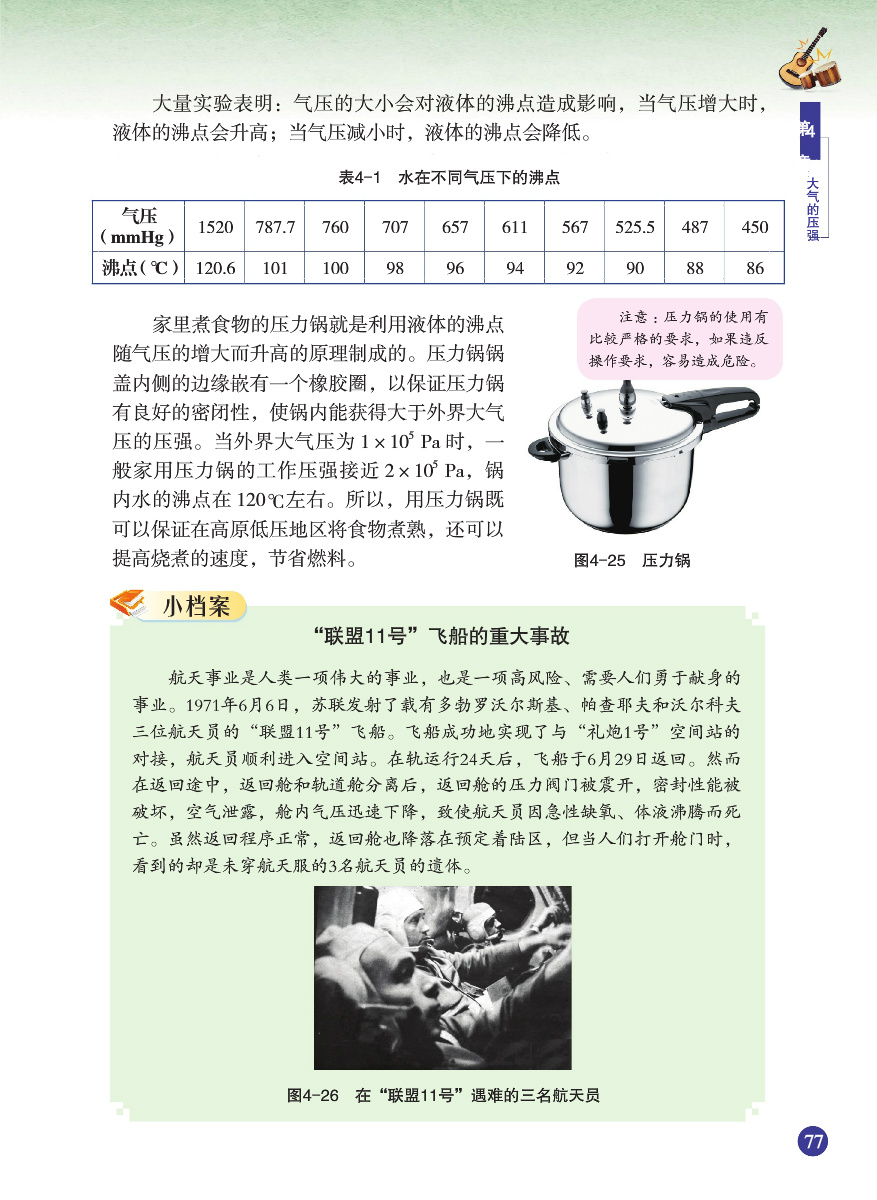 大量实验表明：气压的大小会对液体的沸点造成影响，当气压增大时，
液体的沸点会升高；当气压减小时，液体的沸点会降低。
第4
大气的压强
表4-1 水在不同气压下的沸点
气压（mmHg） 1520 787.7 760 707 657 611 567 525.5 487 450
沸点（℃） 120.6 101 100 98 96 94 92 90 88 86
家里煮食物的压力锅就是利用液体的沸点
随气压的增大而升高的原理制成的。压力锅锅
盖内侧的边缘嵌有一个橡胶圈，以保证压力锅
有良好的密闭性，使锅内能获得大于外界大气
压的压强。当外界大气压为 1 × 10⁵ Pa 时，一
般家用压力锅的工作压强接近 2 × 10⁵ Pa，锅
内水的沸点在 120℃左右。所以，用压力锅既
可以保证在高原低压地区将食物煮熟，还可以
提高烧煮的速度，节省燃料。
注意：压力锅的使用有
比较严格的要求，如果违反
操作要求，容易造成危险。
图4-25 压力锅
小档案
“联盟11号”飞船的重大事故
航天事业是人类一项伟大的事业，也是一项高风险、需要人们勇于献身的
事业。1971年6月6日，苏联发射了载有多勃罗沃尔斯基、帕查耶夫和沃尔科夫
三位航天员的“联盟11号”飞船。飞船成功地实现了与“礼炮1号”空间站的
对接，航天员顺利进入空间站。在轨运行24天后，飞船于6月29日返回。然而
在返回途中，返回舱和轨道舱分离后，返回舱的压力阀门被震开，密封性能被
破坏，空气泄露，舱内气压迅速下降，致使航天员因急性缺氧、体液沸腾而死
亡。虽然返回程序正常，返回舱也降落在预定着陆区，但当人们打开舱门时，
看到的却是未穿航天服的3名航天员的遗体。
图4-26 在“联盟11号”遇难的三名航天员
77